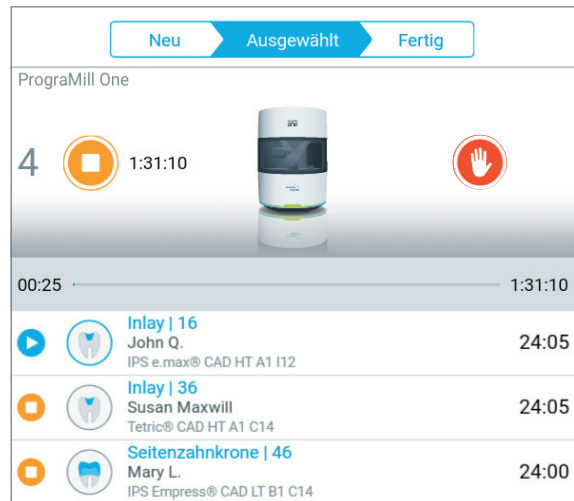 Neu Ausgewählt Fertig
PrograMill One
4 1:31:10
00:25 1:31:10
Inlay | 16
John Q.
IPS e.max® CAD HT A1 I12
24:05
Inlay | 36
Susan Maxwill
Tetric® CAD HT A1 C14
24:05
Seitenzahnkrone | 46
Mary L.
IPS Empress® CAD LT B1 C14
24:00